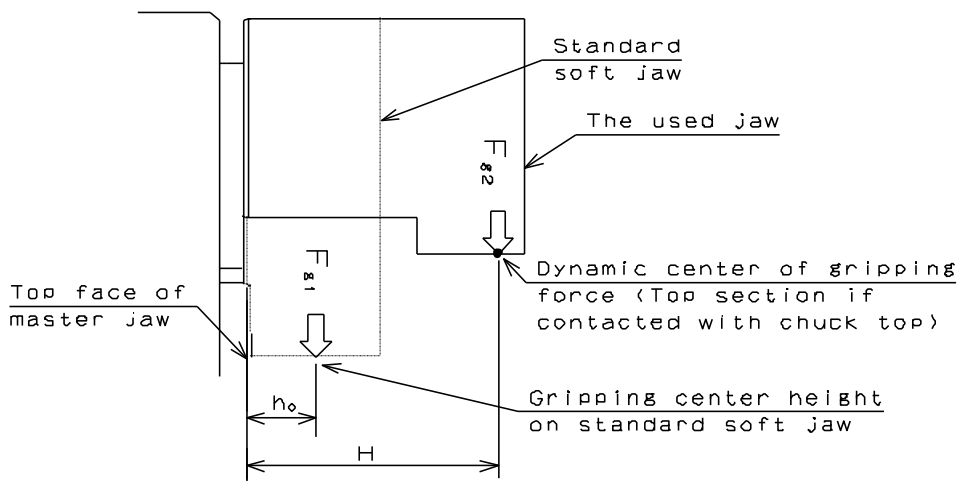 Standard
soft jaw
The used jaw
Fg2
Fg1
Dynamic center of gripping
force (Top section if
contacted with chuck top)
Top face of
master jaw
Gripping center height
on standard soft jaw
h₀
H